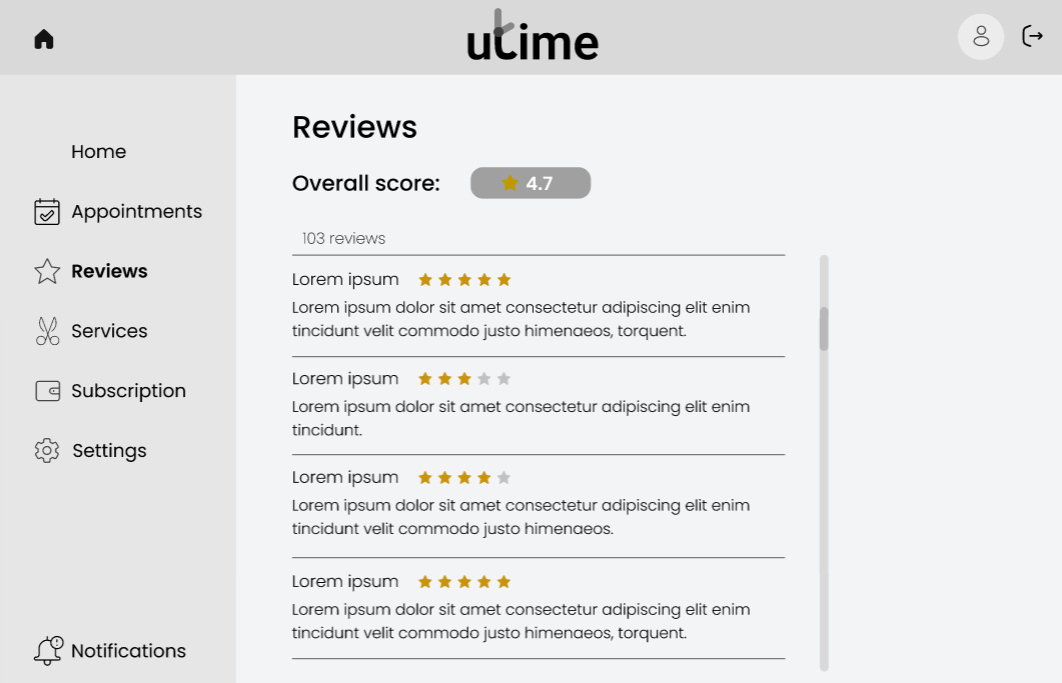 utime
Home
Appointments
Reviews
Services
Subscription
Settings
Notifications
Reviews
Overall score: 4.7
103 reviews
Lorem ipsum
Lorem ipsum dolor sit amet consectetur adipiscing elit enim
tincidunt velit commodo justo himenaeos, torquent.
Lorem ipsum
Lorem ipsum dolor sit amet consectetur adipiscing elit enim
tincidunt.
Lorem ipsum
Lorem ipsum dolor sit amet consectetur adipiscing elit enim
tincidunt velit commodo justo himenaeos.
Lorem ipsum
Lorem ipsum dolor sit amet consectetur adipiscing elit enim
tincidunt velit commodo justo himenaeos, torquent.